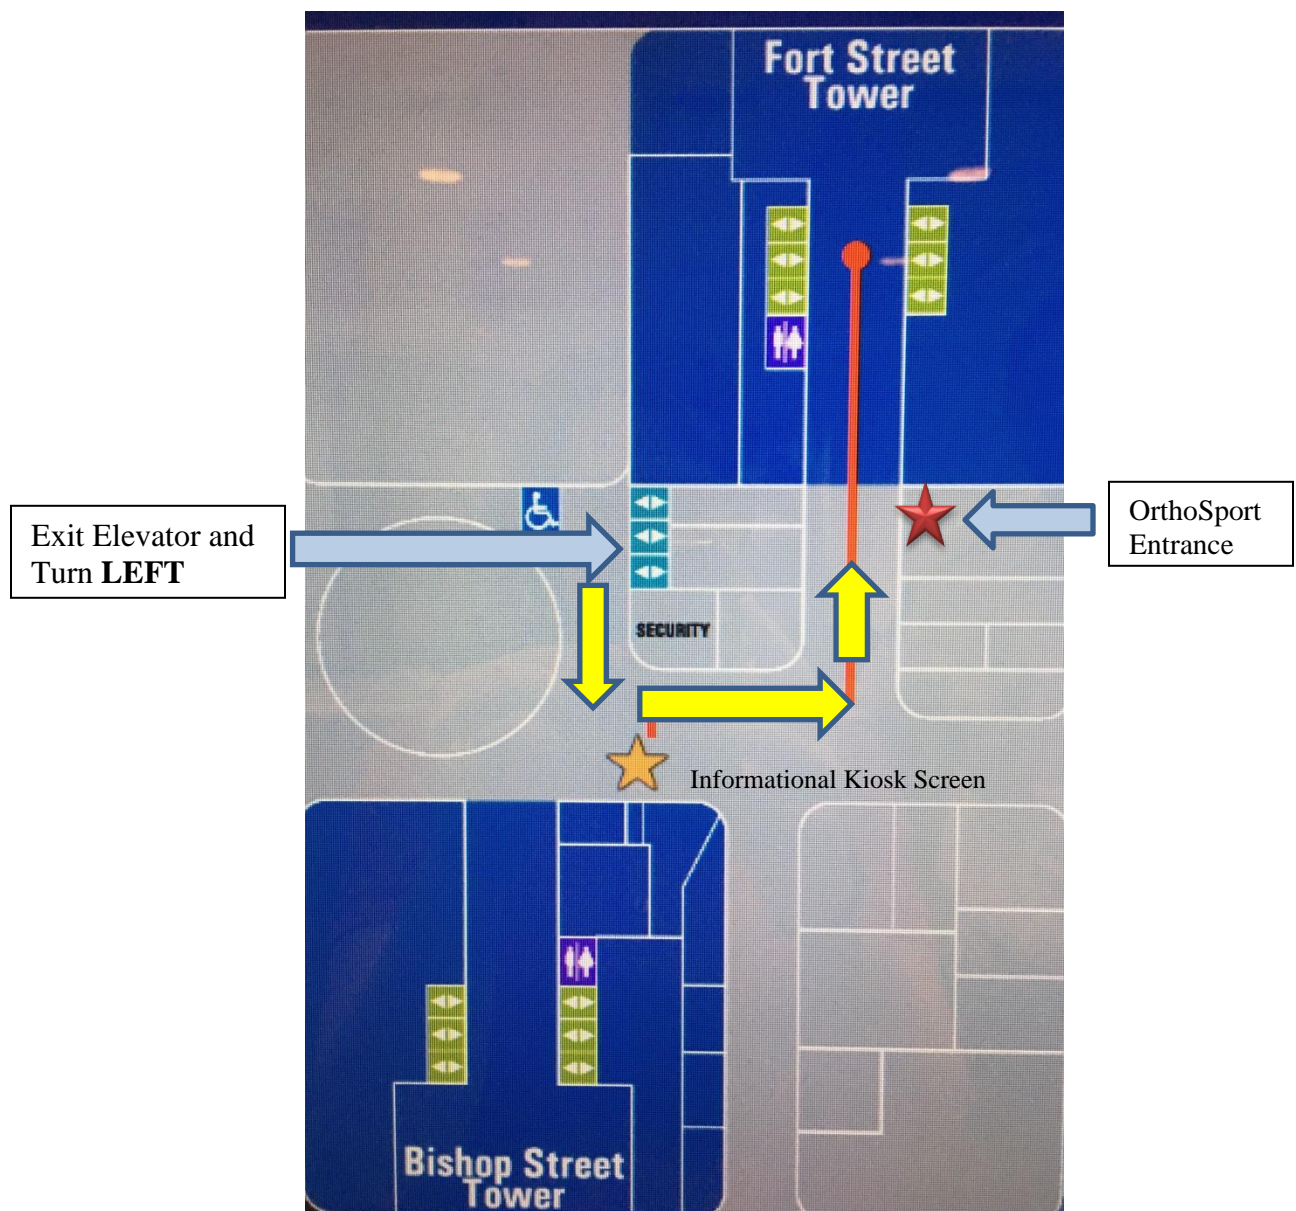 Fort Street
Tower
Exit Elevator and
Turn LEFT
OrthoSport
Entrance
SECURITY
Informational Kiosk Screen
Bishop Street
Tower